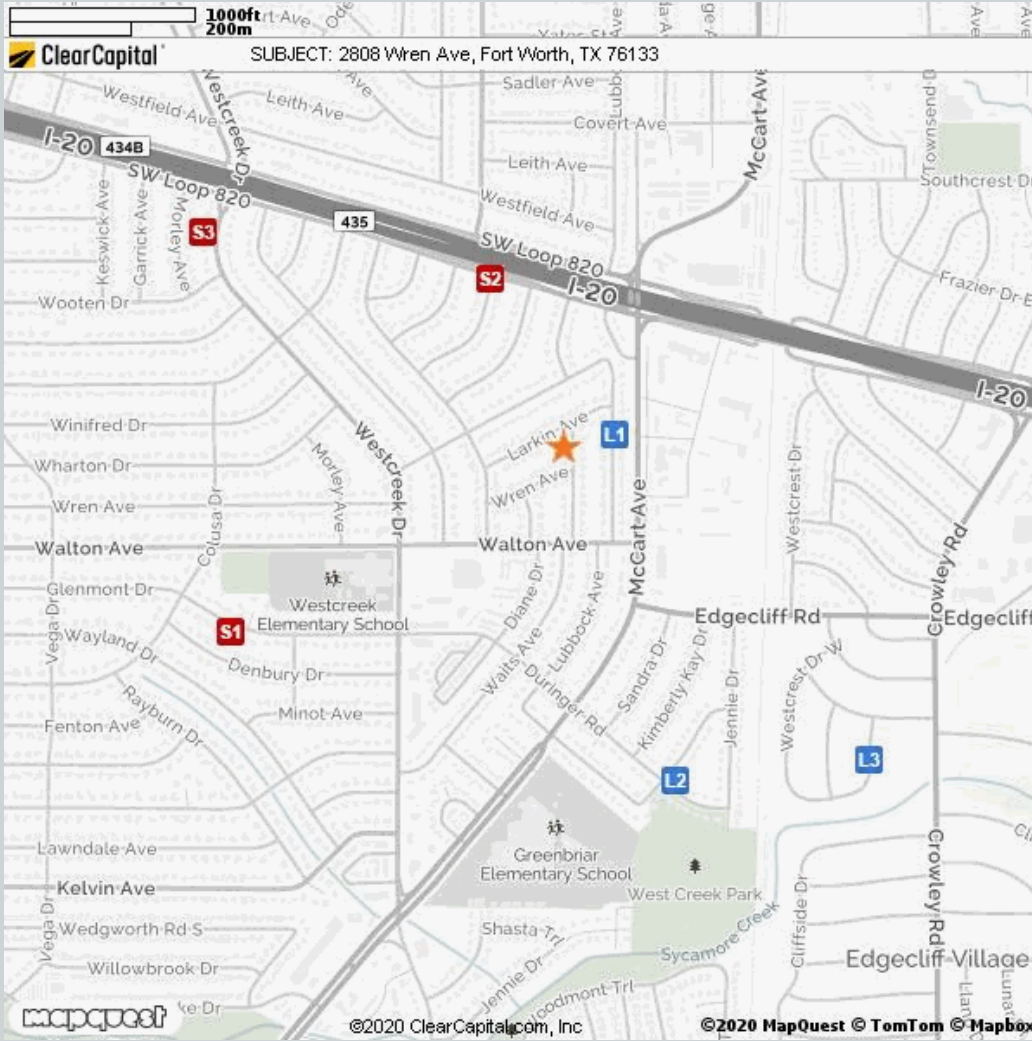 1000ft
200m
ClearCapital
SUBJECT: 2808 Wren Ave, Fort Worth, TX 76133
Westcreek Dr
Westfield Ave
Leith Ave
Sadler Ave
Covert Ave
McCart Ave
Townsend D
I-20
434B
SW Loop 820
435
Leith Ave
Westfield Ave
Southcrest D
Keswick Ave
Garrick Ave
Morley Ave
S3
SW Loop 820
S2
I-20
Frazier Dr E
Wooten Dr
I-20
Winifred Dr
Wharton Dr
Wren Ave
Morley Ave
Westcreek Dr
Larkin Ave
L1
Wren Ave
Westcrest Dr
Colusa Dr
Walton Ave
Walton Ave
McCart Ave
Crowley Rd
Glenmont Dr
Westcreek
Elementary School
Diane Dr
Edgecliff Rd
Edgecliff
Vega Dr
Wayland Dr
S1
Denbury Dr
Waits Ave
Lubbock Ave
Duringer Rd
Sandra Dr
Kimberly Kay Dr
Jennie Dr
Westcrest Dr W
Rayburn Dr
Minot Ave
Fenton Ave
L2
L3
Lawndale Ave
Greenbriar
Elementary School
West Creek Park
Kelvin Ave
Vega Dr
Wedgworth Rd S
Shasta Trl
Sycamore Creek
Cliffside Dr
Crowley Rd
Edgecliff Village
Willowbrook Dr
Jennie Dr
oodmont Trl
mapquest
ke Dr
©2020 ClearCapital.com, Inc
©2020 MapQuest © TomTom © Mapbox